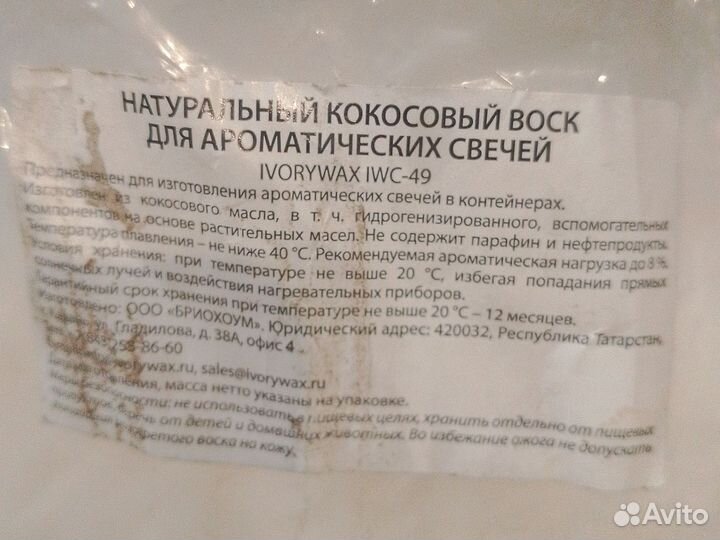 НАТУРАЛЬНЫЙ КОКОСОВЫЙ ВОСК
ДЛЯ АРОМАТИЧЕСКИХ СВЕЧЕЙ
IVORYWAX IWC-49
Предназначен для изготовления ароматических свечей в контейнерах.
Изготовлен из кокосового масла, в т. ч. гидрогенизированного, вспомогательных
компонентов на основе растительных масел. Не содержит парафин и нефтепродукты.
Температура плавления – не ниже 40 °C. Рекомендуемая ароматическая нагрузка до 8 %.
Условия хранения: при температуре не выше 20 °C, избегая попадания прямых
солнечных лучей и воздействия нагревательных приборов.
Гарантийный срок хранения при температуре не выше 20 °C – 12 месяцев.
Изготовлено: ООО «БРИОХОУМ». Юридический адрес: 420032, Республика Татарстан,
ул. Гладилова, д. 38А, офис 4
258-86-60
sales@ivorywax.ru
масса нетто указаны на упаковке.
не использовать в пищевых целях, хранить отдельно от пищевых
беречь от детей и домашних животных. Во избежание ожога не допускать
воска на кожу.
Avito